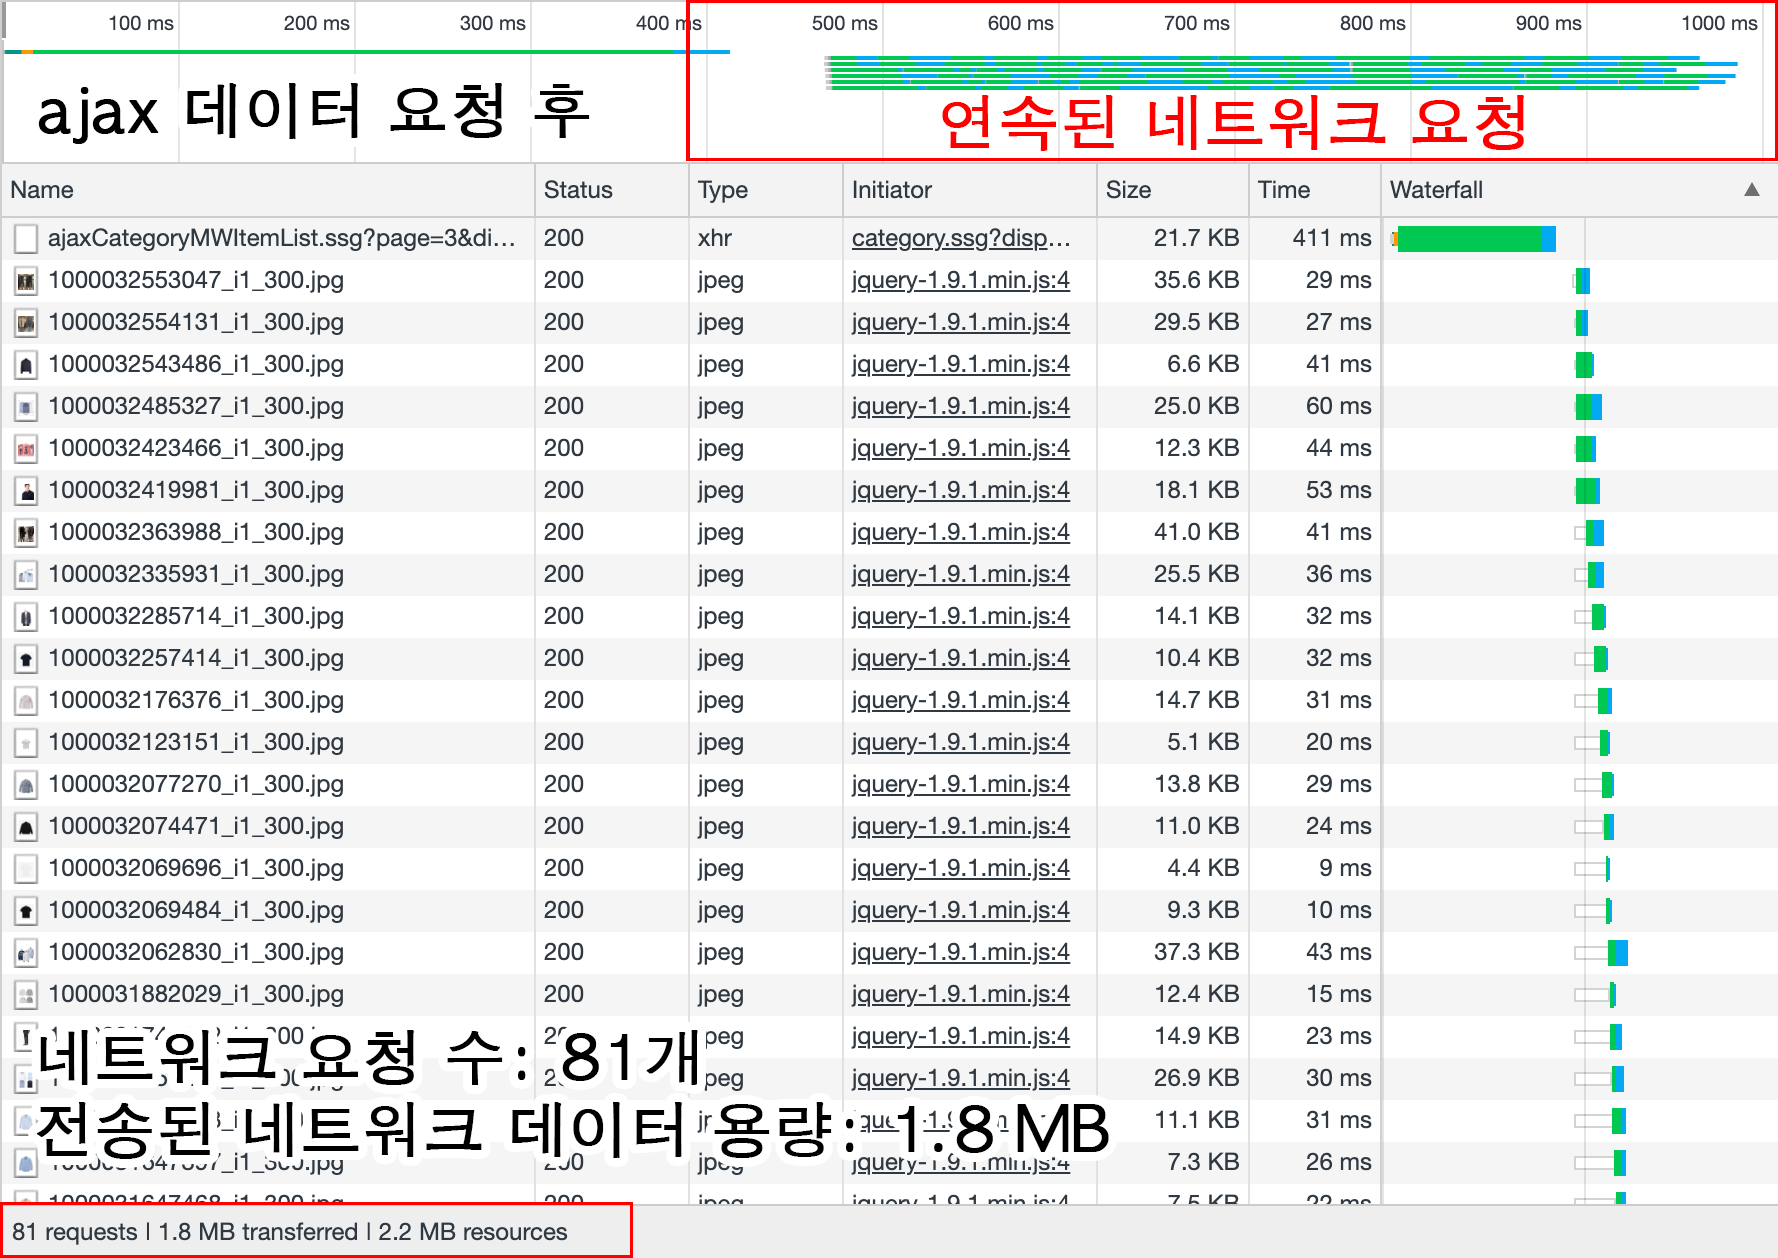 100 ms 200 ms 300 ms 400 ms 500 ms 600 ms 700 ms 800 ms 900 ms 1000 ms
ajax 데이터 요청 후
연속된 네트워크 요청
Name Status Type Initiator Size Time Waterfall ▲
ajaxCategoryMWItemList.ssg?page=3&di... 200 xhr category.ssg?disp... 21.7 KB 411 ms
1000032553047_i1_300.jpg 200 jpeg jquery-1.9.1.min.js:4 35.6 KB 29 ms
1000032554131_i1_300.jpg 200 jpeg jquery-1.9.1.min.js:4 29.5 KB 27 ms
1000032543486_i1_300.jpg 200 jpeg jquery-1.9.1.min.js:4 6.6 KB 41 ms
1000032485327_i1_300.jpg 200 jpeg jquery-1.9.1.min.js:4 25.0 KB 60 ms
1000032423466_i1_300.jpg 200 jpeg jquery-1.9.1.min.js:4 12.3 KB 44 ms
1000032419981_i1_300.jpg 200 jpeg jquery-1.9.1.min.js:4 18.1 KB 53 ms
1000032363988_i1_300.jpg 200 jpeg jquery-1.9.1.min.js:4 41.0 KB 41 ms
1000032335931_i1_300.jpg 200 jpeg jquery-1.9.1.min.js:4 25.5 KB 36 ms
1000032285714_i1_300.jpg 200 jpeg jquery-1.9.1.min.js:4 14.1 KB 32 ms
1000032257414_i1_300.jpg 200 jpeg jquery-1.9.1.min.js:4 10.4 KB 32 ms
1000032176376_i1_300.jpg 200 jpeg jquery-1.9.1.min.js:4 14.7 KB 31 ms
1000032123151_i1_300.jpg 200 jpeg jquery-1.9.1.min.js:4 5.1 KB 20 ms
1000032077270_i1_300.jpg 200 jpeg jquery-1.9.1.min.js:4 13.8 KB 29 ms
1000032074471_i1_300.jpg 200 jpeg jquery-1.9.1.min.js:4 11.0 KB 24 ms
1000032069696_i1_300.jpg 200 jpeg jquery-1.9.1.min.js:4 4.4 KB 9 ms
1000032069484_i1_300.jpg 200 jpeg jquery-1.9.1.min.js:4 9.3 KB 10 ms
1000032062830_i1_300.jpg 200 jpeg jquery-1.9.1.min.js:4 37.3 KB 43 ms
1000031882029_i1_300.jpg 200 jpeg jquery-1.9.1.min.js:4 12.4 KB 15 ms
jpeg jquery-1.9.1.min.js:4 14.9 KB 23 ms
네트워크 요청 수: 81개
jpeg jquery-1.9.1.min.js:4 26.9 KB 30 ms
11.1 KB 31 ms
전송된 네트워크 데이터 용량: 1.8 MB
200 jpeg jquery-1.9.1.min.js:4 7.3 KB 26 ms
1000031647468_i1_300.jpg 200 jpeg jquery-1.9.1.min.js:4 7.5 KB 22 ms
81 requests | 1.8 MB transferred | 2.2 MB resources